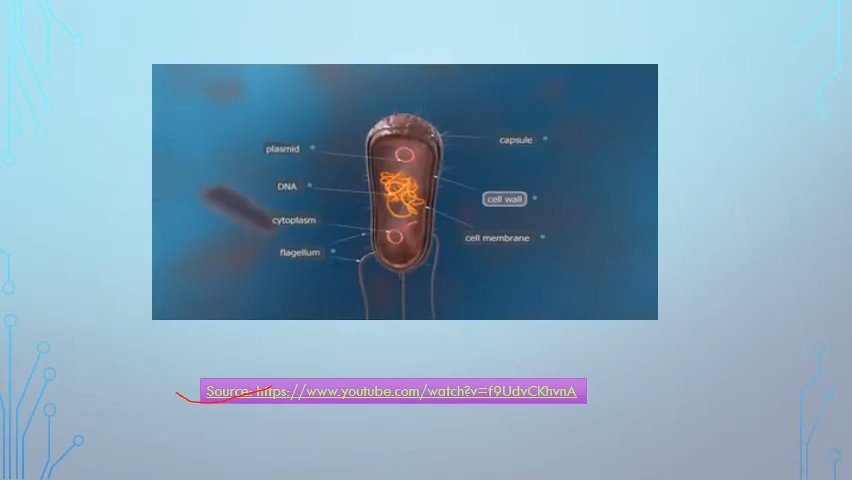 plasmid
capsule
DNA
cell wall
cytoplasm
cell membrane
flagellum
Source: https://www.youtube.com/watch?v=f9UdvCKhvnA